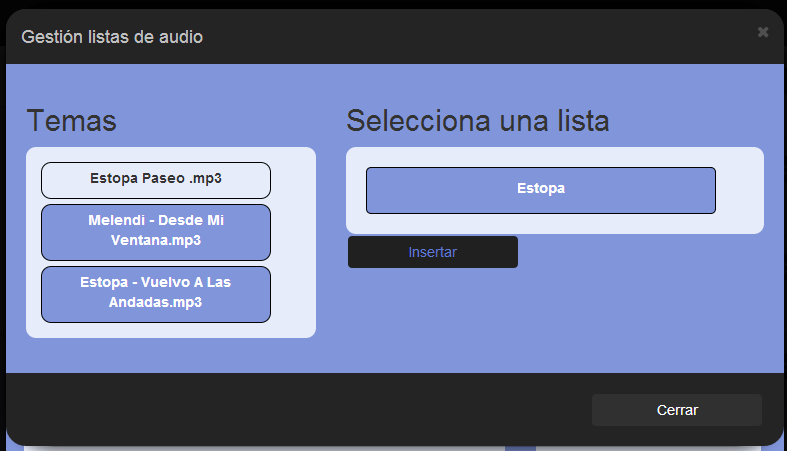 Gestión listas de audio
Temas
Estopa Paseo .mp3
Melendi - Desde Mi
Ventana.mp3
Estopa - Vuelvo A Las
Andadas.mp3
Selecciona una lista
Estopa
Insertar
Cerrar